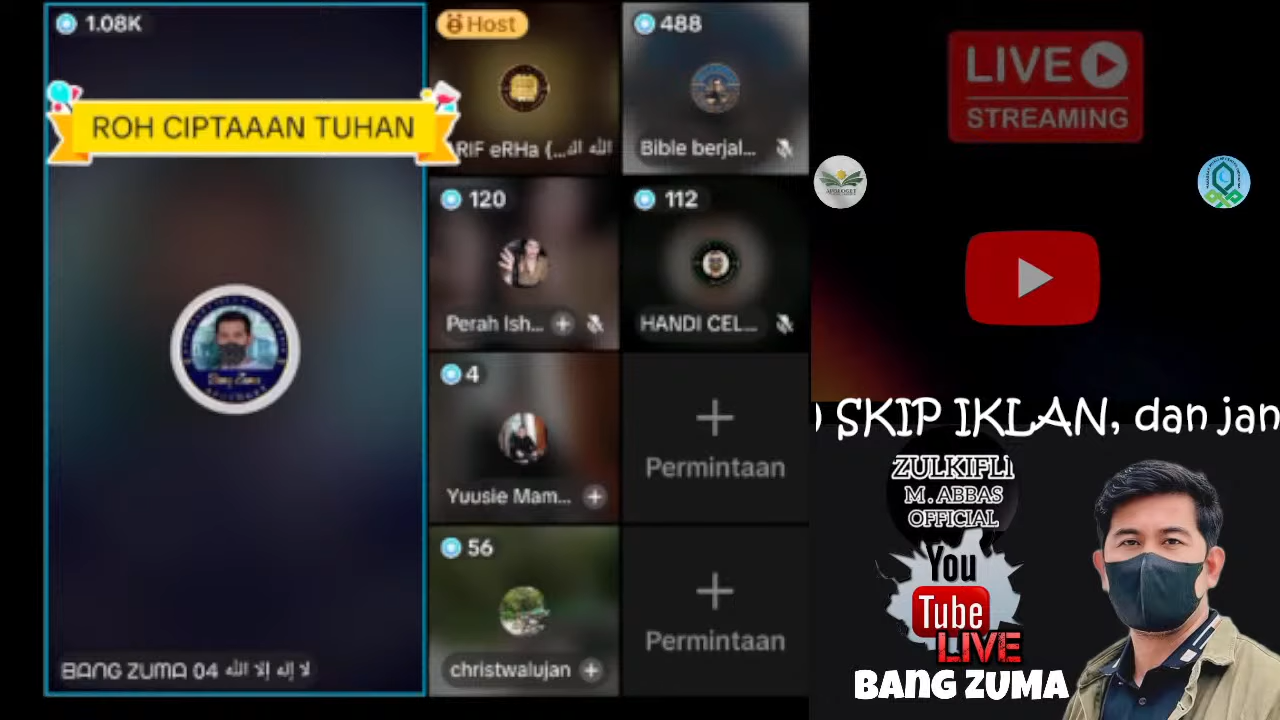 1.08K
ROH CIPTAAAN TUHAN
BANG ZUMA 04 لا إله إلا الله
Host
ARIF eRHa (...
488
Bible berjal...
120
Perah Ish...
112
HANDI CEL...
4
Yuusie Mam...
Permintaan
56
christwalujan
Permintaan
LIVE
STREAMING
SKIP IKLAN, dan jan
ZULKIFLI
M. ABBAS
OFFICIAL
You
Tube
LIVE
BANG ZUMA